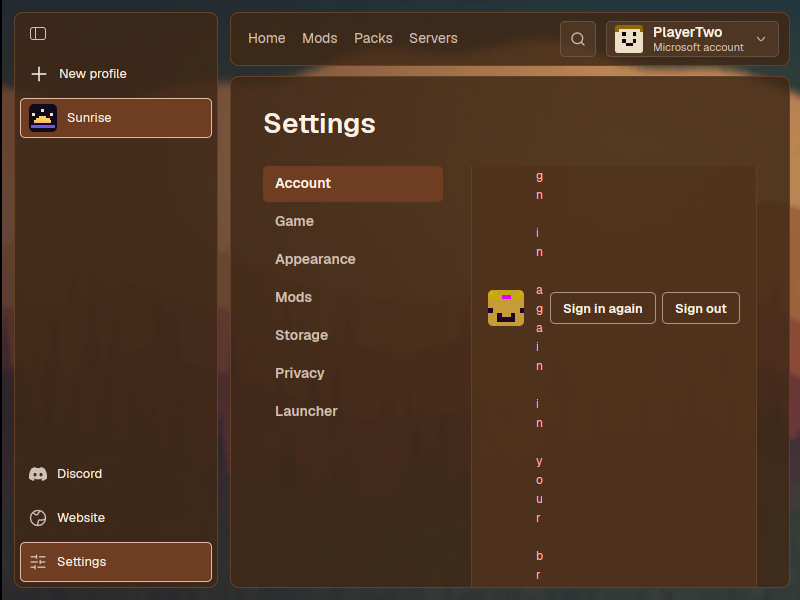 New profile
Sunrise
Discord
Website
Settings
Home Mods Packs Servers
PlayerTwo
Microsoft account
Settings
Account
Game
Appearance
Mods
Storage
Privacy
Launcher
g
n
i
n
a
g
a
i
n
i
n
y
o
u
r
b
r
Sign in again Sign out